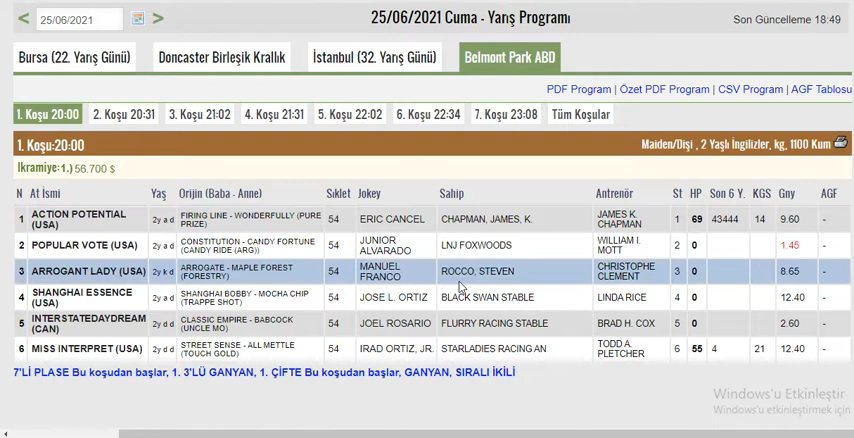 25/06/2021 Cuma - Yarış Programı
25/06/2021
Son Güncelleme 18:49
Bursa (22. Yarış Günü) Doncaster Birleşik Krallık İstanbul (32. Yarış Günü) Belmont Park ABD
PDF Program | Özet PDF Program | CSV Program | AGF Tablosu
1. Koşu 20:00 2. Koşu 20:31 3. Koşu 21:02 4. Koşu 21:31 5. Koşu 22:02 6. Koşu 22:34 7. Koşu 23:08 Tüm Koşular
1. Koşu:20:00 Maiden/Dişi , 2 Yaşlı İngilizler, kg, 1100 Kum
Ikramiye:1.) 56.700 $
N At İsmi Yaş Orijin (Baba - Anne) Sıklet Jokey Sahip Antrenör St HP Son 6 Y. KGS Gny AGF
1 ACTION POTENTIAL (USA) 2y a d FIRING LINE - WONDERFULLY (PURE PRIZE) 54 ERIC CANCEL CHAPMAN, JAMES, K. JAMES K. CHAPMAN 1 69 43444 14 9.60 -
2 POPULAR VOTE (USA) 2y a d CONSTITUTION - CANDY FORTUNE (CANDY RIDE (ARG)) 54 JUNIOR ALVARADO LNJ FOXWOODS WILLIAM I. MOTT 2 0 1.45 -
3 ARROGANT LADY (USA) 2y k d ARROGATE - MAPLE FOREST (FORESTRY) 54 MANUEL FRANCO ROCCO, STEVEN CHRISTOPHE CLEMENT 3 0 8.65 -
4 SHANGHAI ESSENCE (USA) 2y a d SHANGHAI BOBBY - MOCHA CHIP (TRAPPE SHOT) 54 JOSE L. ORTIZ BLACK SWAN STABLE LINDA RICE 4 0 12.40 -
5 INTERSTATEDAYDREAM (CAN) 2y d d CLASSIC EMPIRE - BABCOCK (UNCLE MO) 54 JOEL ROSARIO FLURRY RACING STABLE BRAD H. COX 5 0 2.60 -
6 MISS INTERPRET (USA) 2y d d STREET SENSE - ALL METTLE (TOUCH GOLD) 54 IRAD ORTIZ, JR. STARLADIES RACING AN TODD A. PLETCHER 6 55 4 21 12.40 -
7'Lİ PLASE Bu koşudan başlar, 1. 3'LÜ GANYAN, 1. ÇİFTE Bu koşudan başlar, GANYAN, SIRALI İKİLİ
Windows'u Etkinleştir
Windows'u etkinleştirmek için